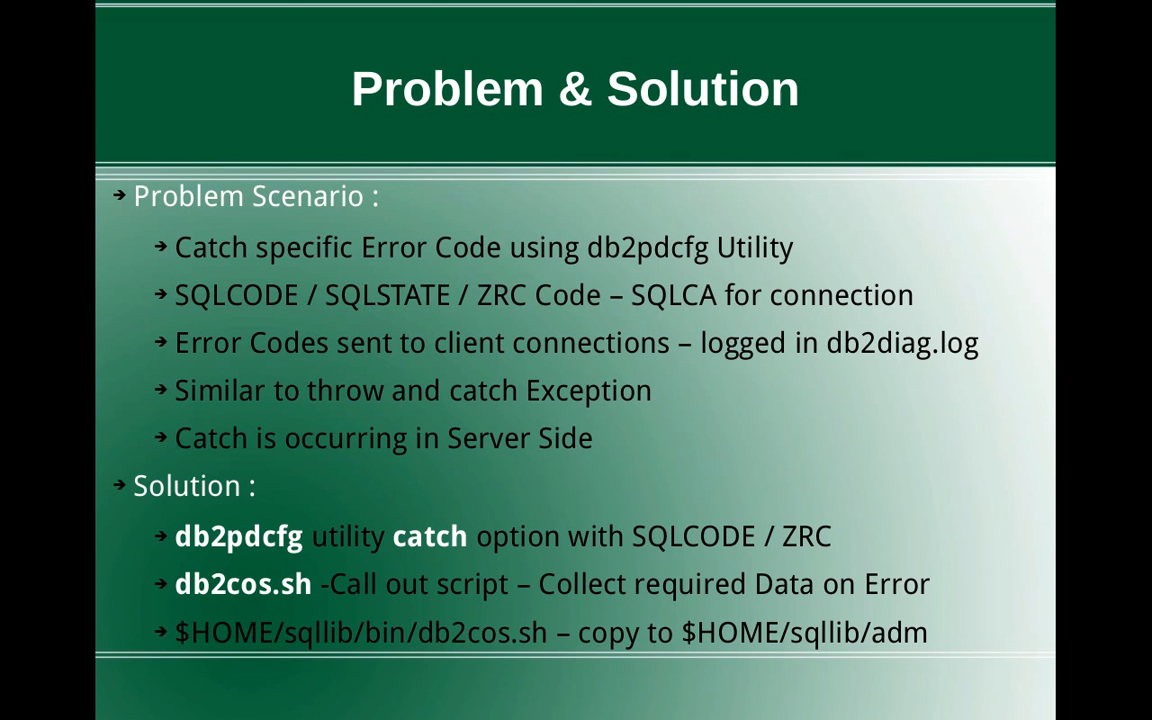 Problem & Solution
➔ Problem Scenario :
➔ Catch specific Error Code using db2pdcfg Utility
➔ SQLCODE / SQLSTATE / ZRC Code – SQLCA for connection
➔ Error Codes sent to client connections – logged in db2diag.log
➔ Similar to throw and catch Exception
➔ Catch is occurring in Server Side
➔ Solution :
➔ db2pdcfg utility catch option with SQLCODE / ZRC
➔ db2cos.sh -Call out script – Collect required Data on Error
➔ $HOME/sqllib/bin/db2cos.sh – copy to $HOME/sqllib/adm